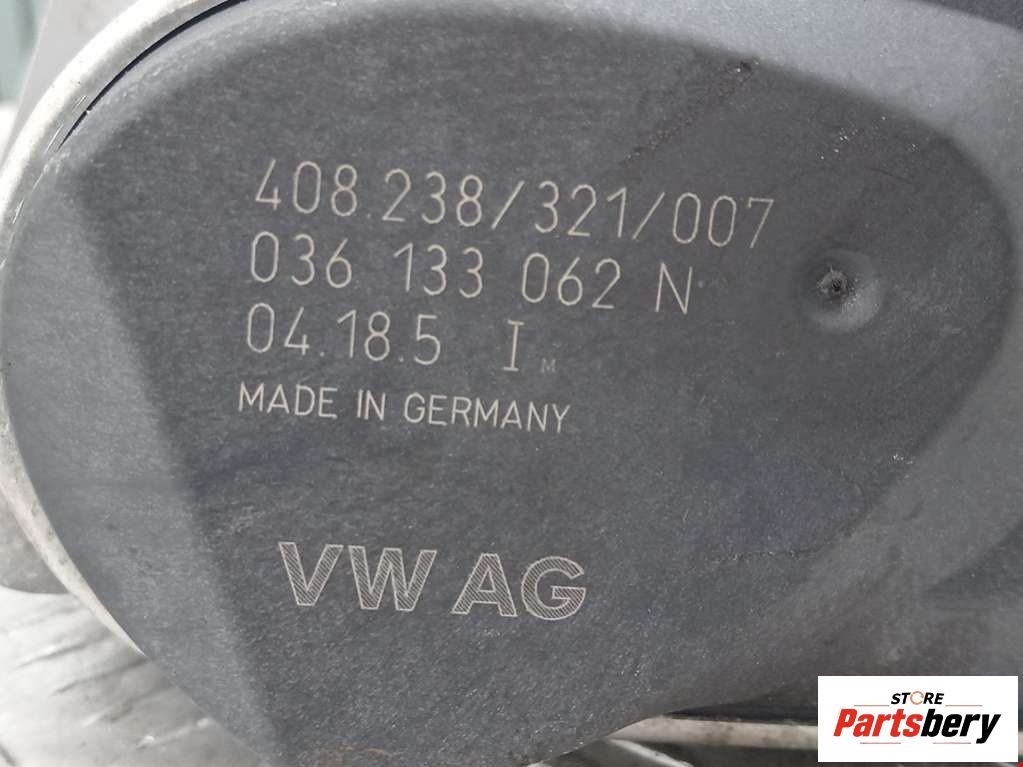 408.238/321/007
036 133 062 N
04.18.5 I M
MADE IN GERMANY
VW AG
STORE
Partsbery